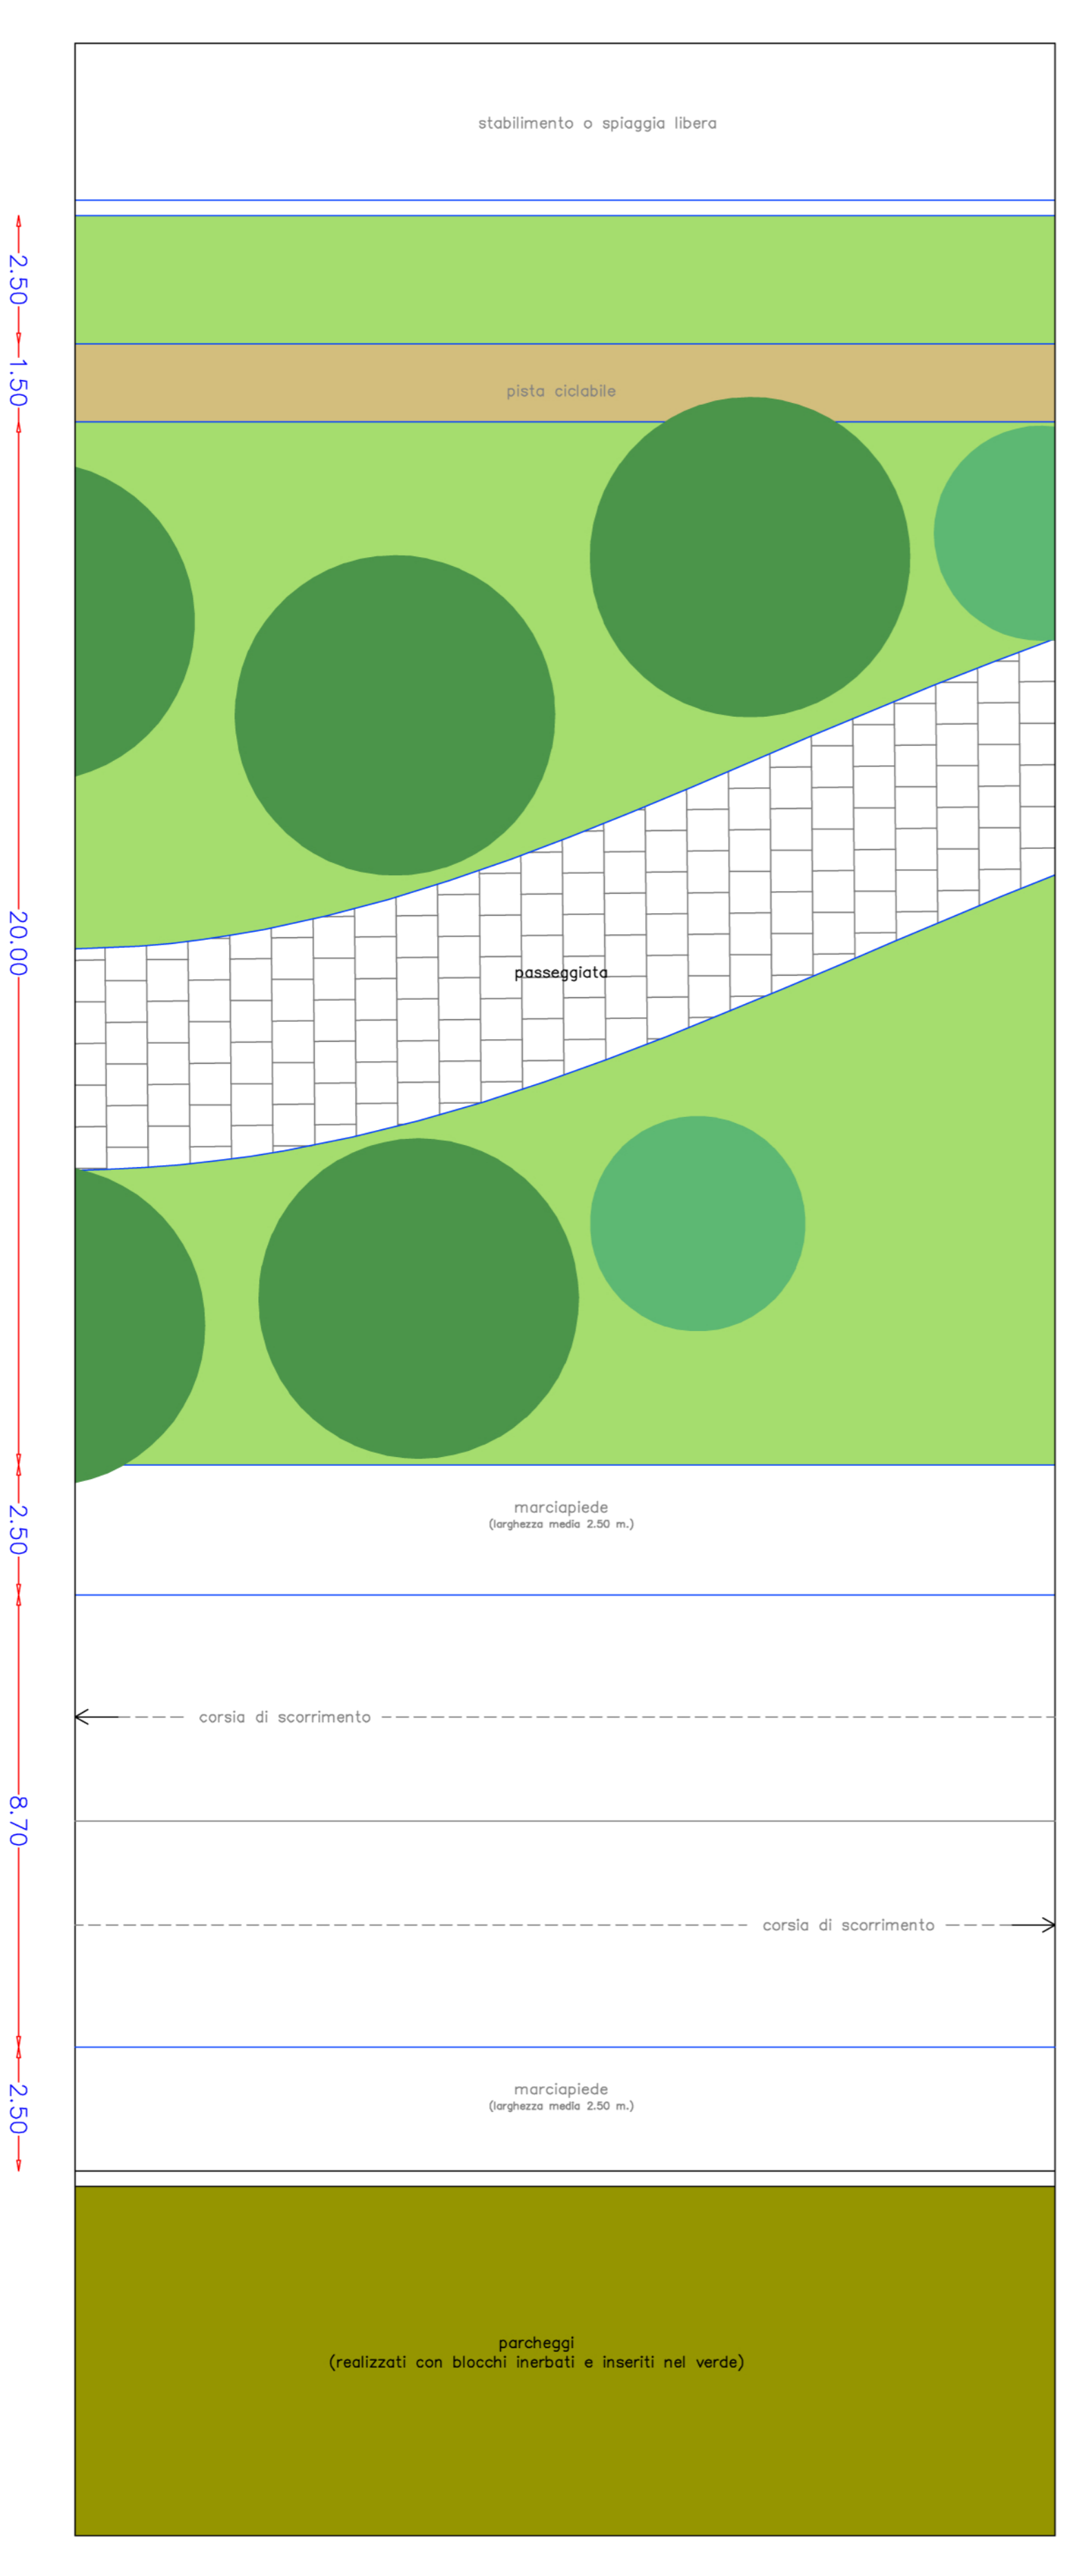 stabilimento o spiaggia libera
2.50
1.50
pista ciclabile
20.00
passeggiata
2.50
marciapiede
(larghezza media 2.50 m.)
corsia di scorrimento
8.70
corsia di scorrimento
2.50
marciapiede
(larghezza media 2.50 m.)
parcheggi
(realizzati con blocchi inerbati e inseriti nel verde)